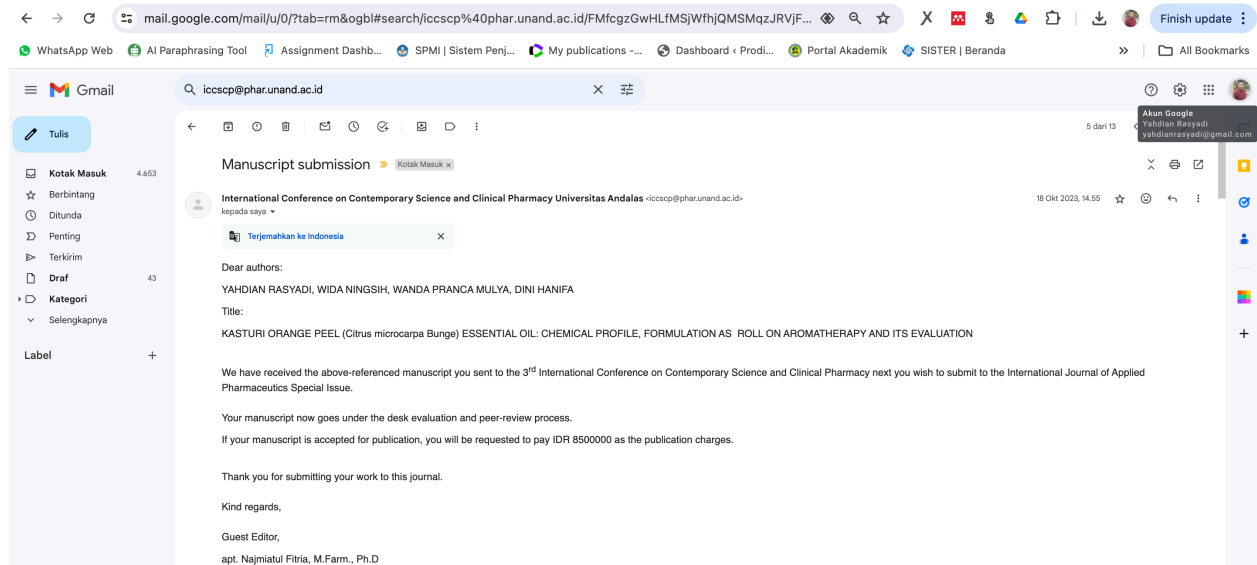 mail.google.com/mail/u/0/?tab=rm&ogbl#search/iccscp%40phar.unand.ac.id/FMfcgzGwHLfMSjWfhjQMSMqzJRVjF...
Finish update
WhatsApp Web
AI Paraphrasing Tool
Assignment Dashb...
SPMI | Sistem Penj...
My publications -...
Dashboard < Prodi...
Portal Akademik
SISTER | Beranda
»
All Bookmarks
Gmail
iccscp@phar.unand.ac.id
Akun Google
Yahdian Rasyadi
yahdianrasyadi@gmail.com
Tulis
5 dari 13
Manuscript submission
Kotak Masuk x
Kotak Masuk 4.653
Berbintang
Ditunda
Penting
Terkirim
Draf 43
Kategori
Selengkapnya
Label +
International Conference on Contemporary Science and Clinical Pharmacy Universitas Andalas <iccscp@phar.unand.ac.id>
18 Okt 2023, 14.55
kepada saya
Terjemahkan ke Indonesia
Dear authors:
YAHDIAN RASYADI, WIDA NINGSIH, WANDA PRANCA MULYA, DINI HANIFA
Title:
KASTURI ORANGE PEEL (Citrus microcarpa Bunge) ESSENTIAL OIL: CHEMICAL PROFILE, FORMULATION AS ROLL ON AROMATHERAPY AND ITS EVALUATION
We have received the above-referenced manuscript you sent to the 3rd International Conference on Contemporary Science and Clinical Pharmacy next you wish to submit to the International Journal of Applied
Pharmaceutics Special Issue.
Your manuscript now goes under the desk evaluation and peer-review process.
If your manuscript is accepted for publication, you will be requested to pay IDR 8500000 as the publication charges.
Thank you for submitting your work to this journal.
Kind regards,
Guest Editor,
apt. Najmiatul Fitria, M.Farm., Ph.D